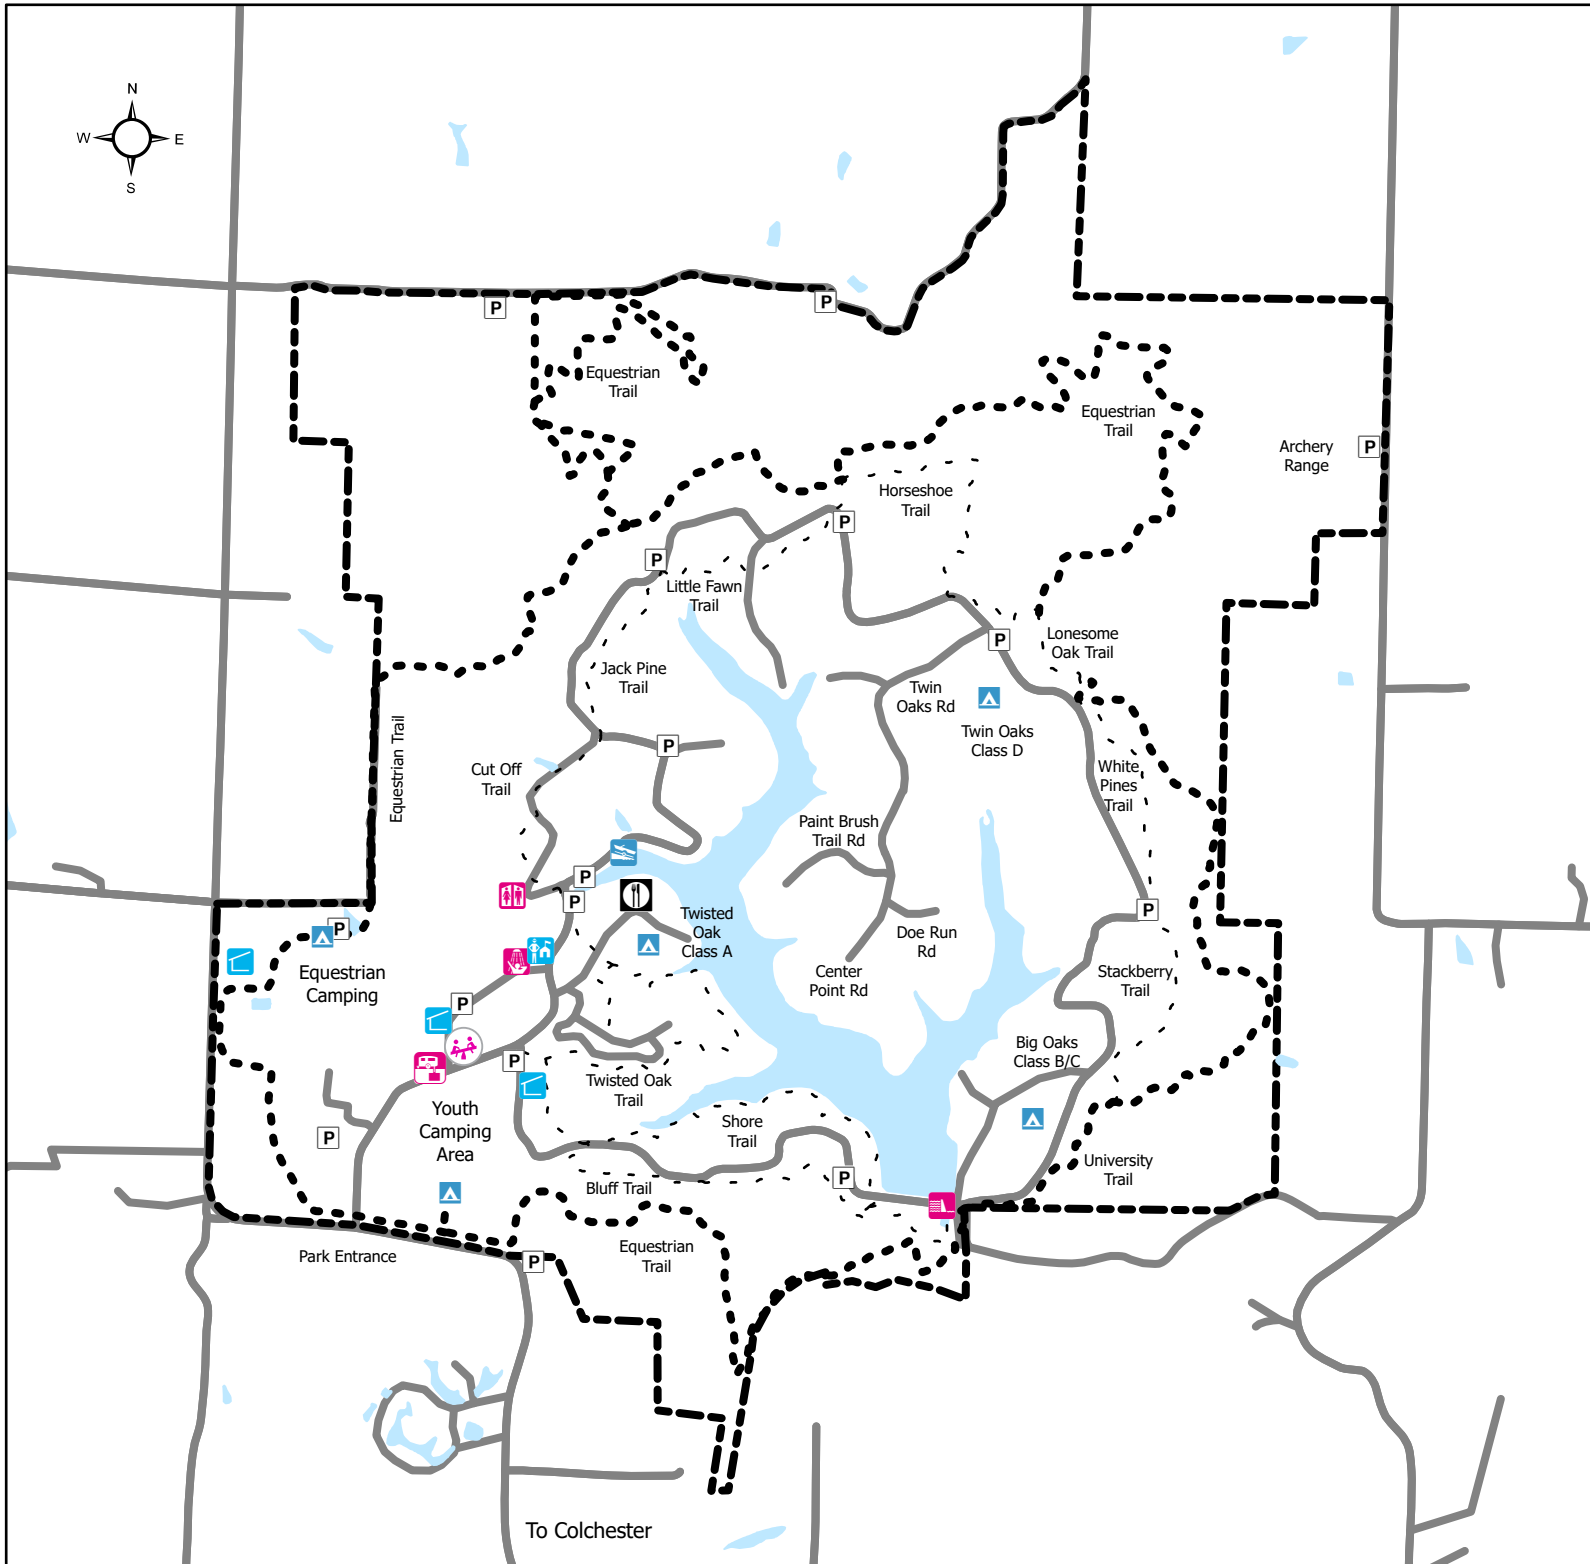 N
W
E
S
P
P
Equestrian
Trail
Equestrian
Trail
Archery
Range
P
Horseshoe
Trail
P
P
Little Fawn
Trail
Lonesome
Oak Trail
P
Jack Pine
Trail
Twin
Oaks Rd
Twin Oaks
Class D
Equestrian Trail
P
Cut Off
Trail
White
Pines
Trail
Paint Brush
Trail Rd
P
P
Twisted
Oak
Class A
P
Doe Run
Rd
P
Equestrian
Camping
Center
Point Rd
Stackberry
Trail
P
Big Oaks
Class B/C
P
Twisted Oak
Trail
Youth
Camping
Area
Shore
Trail
P
University
Trail
Bluff Trail
P
Park Entrance
Equestrian
Trail
P
To Colchester